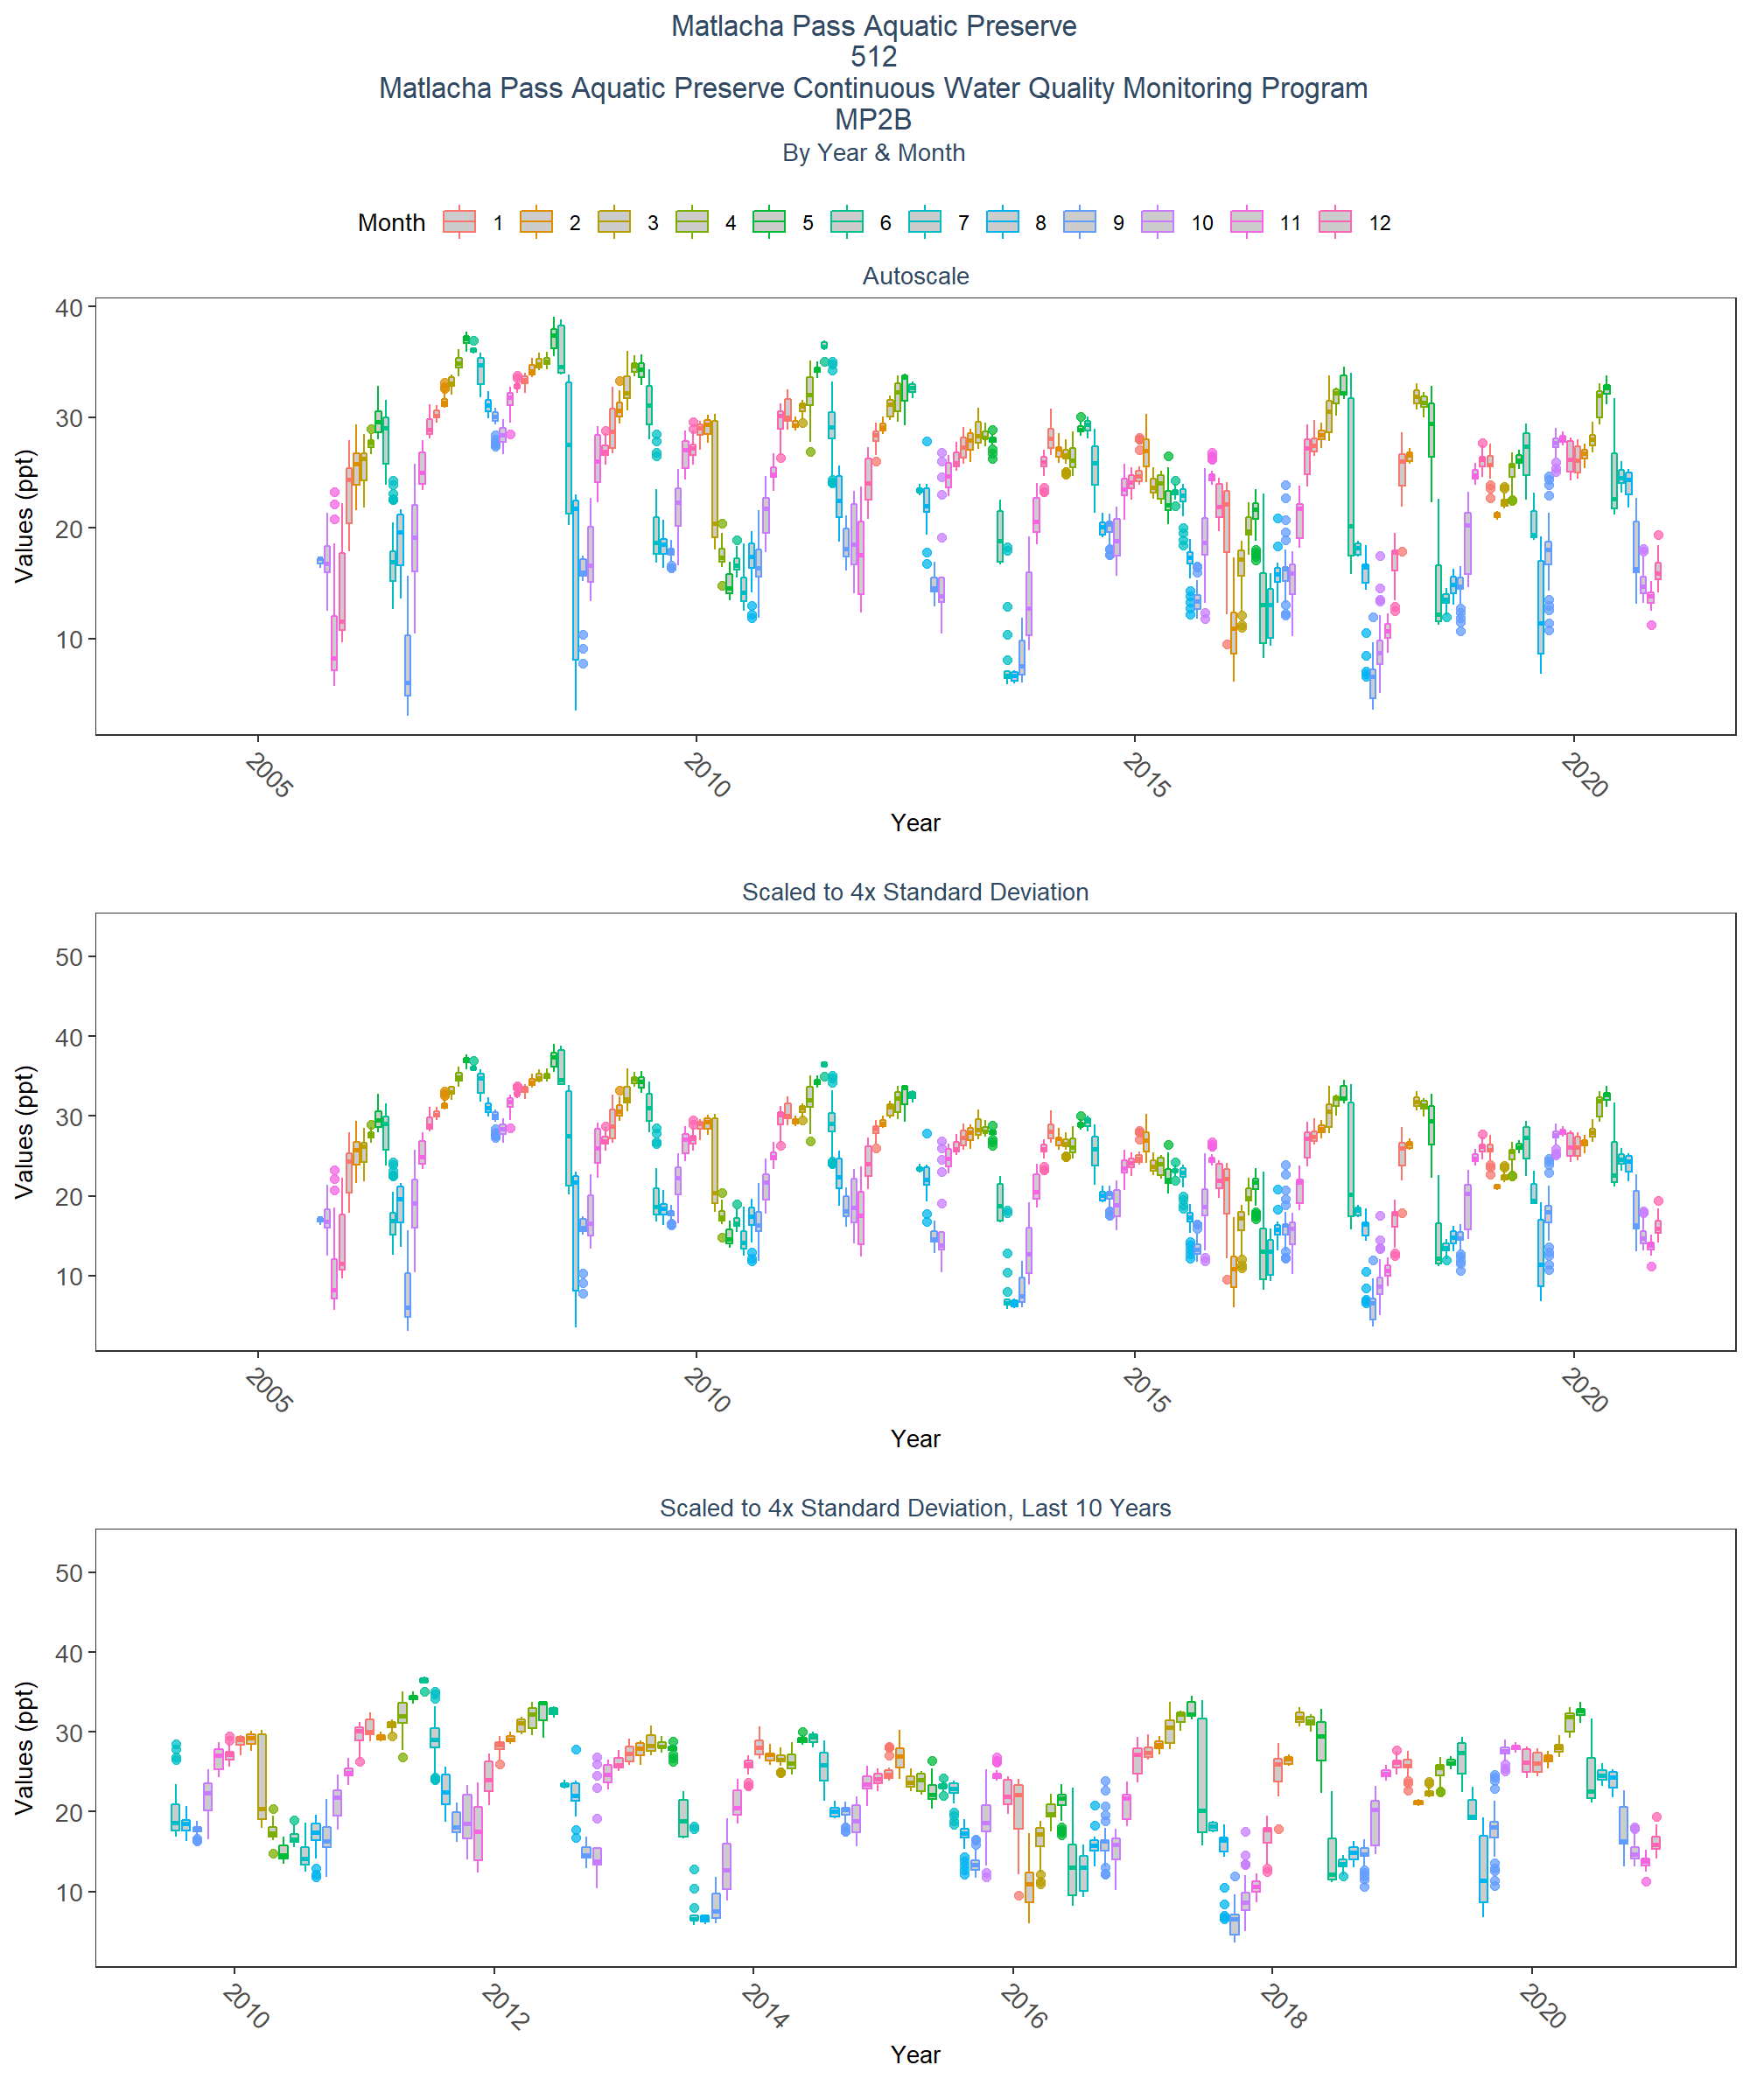 Matlacha Pass Aquatic Preserve
512
Matlacha Pass Aquatic Preserve Continuous Water Quality Monitoring Program
MP2B
By Year & Month
Month 1 2 3 4 5 6 7 8 9 10 11 12
Autoscale
Values (ppt)
40
30
20
10
2005 2010 2015 2020
Year
Scaled to 4x Standard Deviation
Values (ppt)
50
40
30
20
10
2005 2010 2015 2020
Year
Scaled to 4x Standard Deviation, Last 10 Years
Values (ppt)
50
40
30
20
10
2010 2012 2014 2016 2018 2020
Year